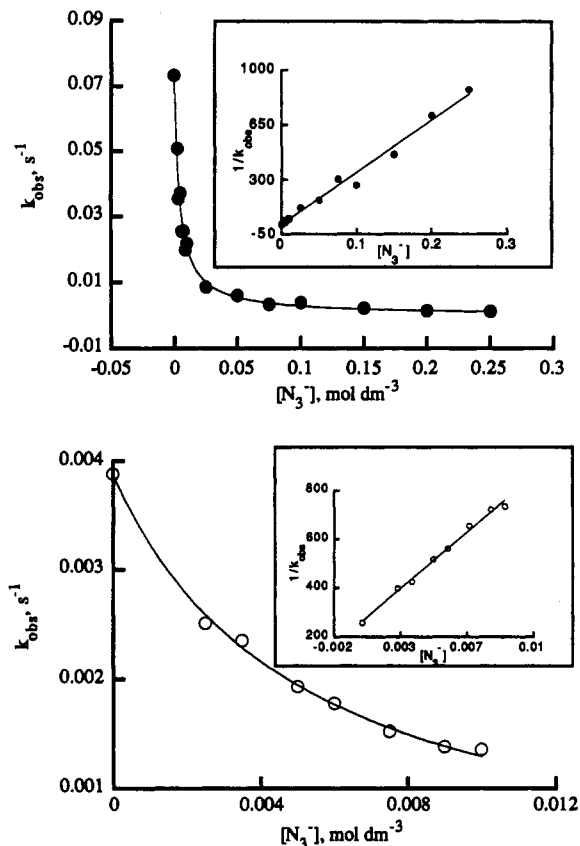 0.09
0.07
0.05
0.03
0.01
-0.01
k_obs, s⁻¹
-0.05 0 0.05 0.1 0.15 0.2 0.25 0.3
[N₃⁻], mol dm⁻³
1000
650
300
-50
1/k_obs
0 0.1 0.2 0.3
[N₃⁻]
0.004
0.003
0.002
0.001
k_obs, s⁻¹
0 0.004 0.008 0.012
[N₃⁻], mol dm⁻³
800
600
400
200
1/k_obs
-0.002 0.003 0.007 0.01
[N₃⁻]